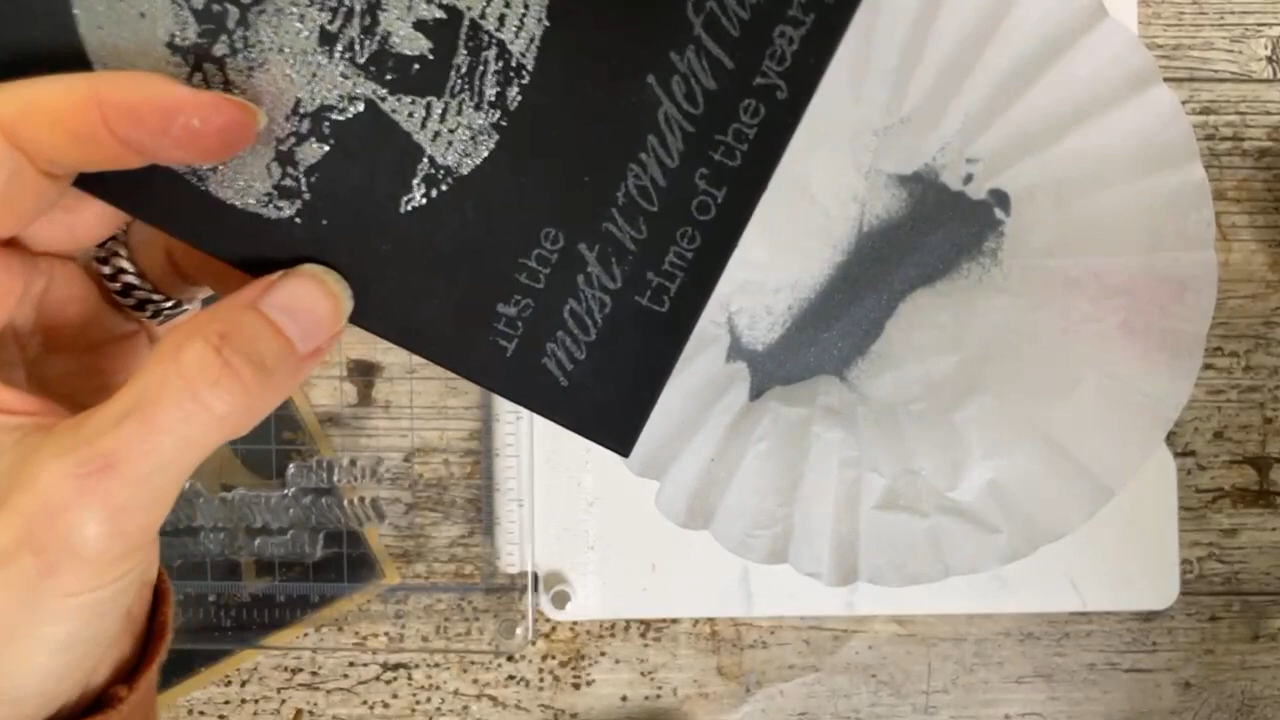 it's the
most wonderful
time of the year